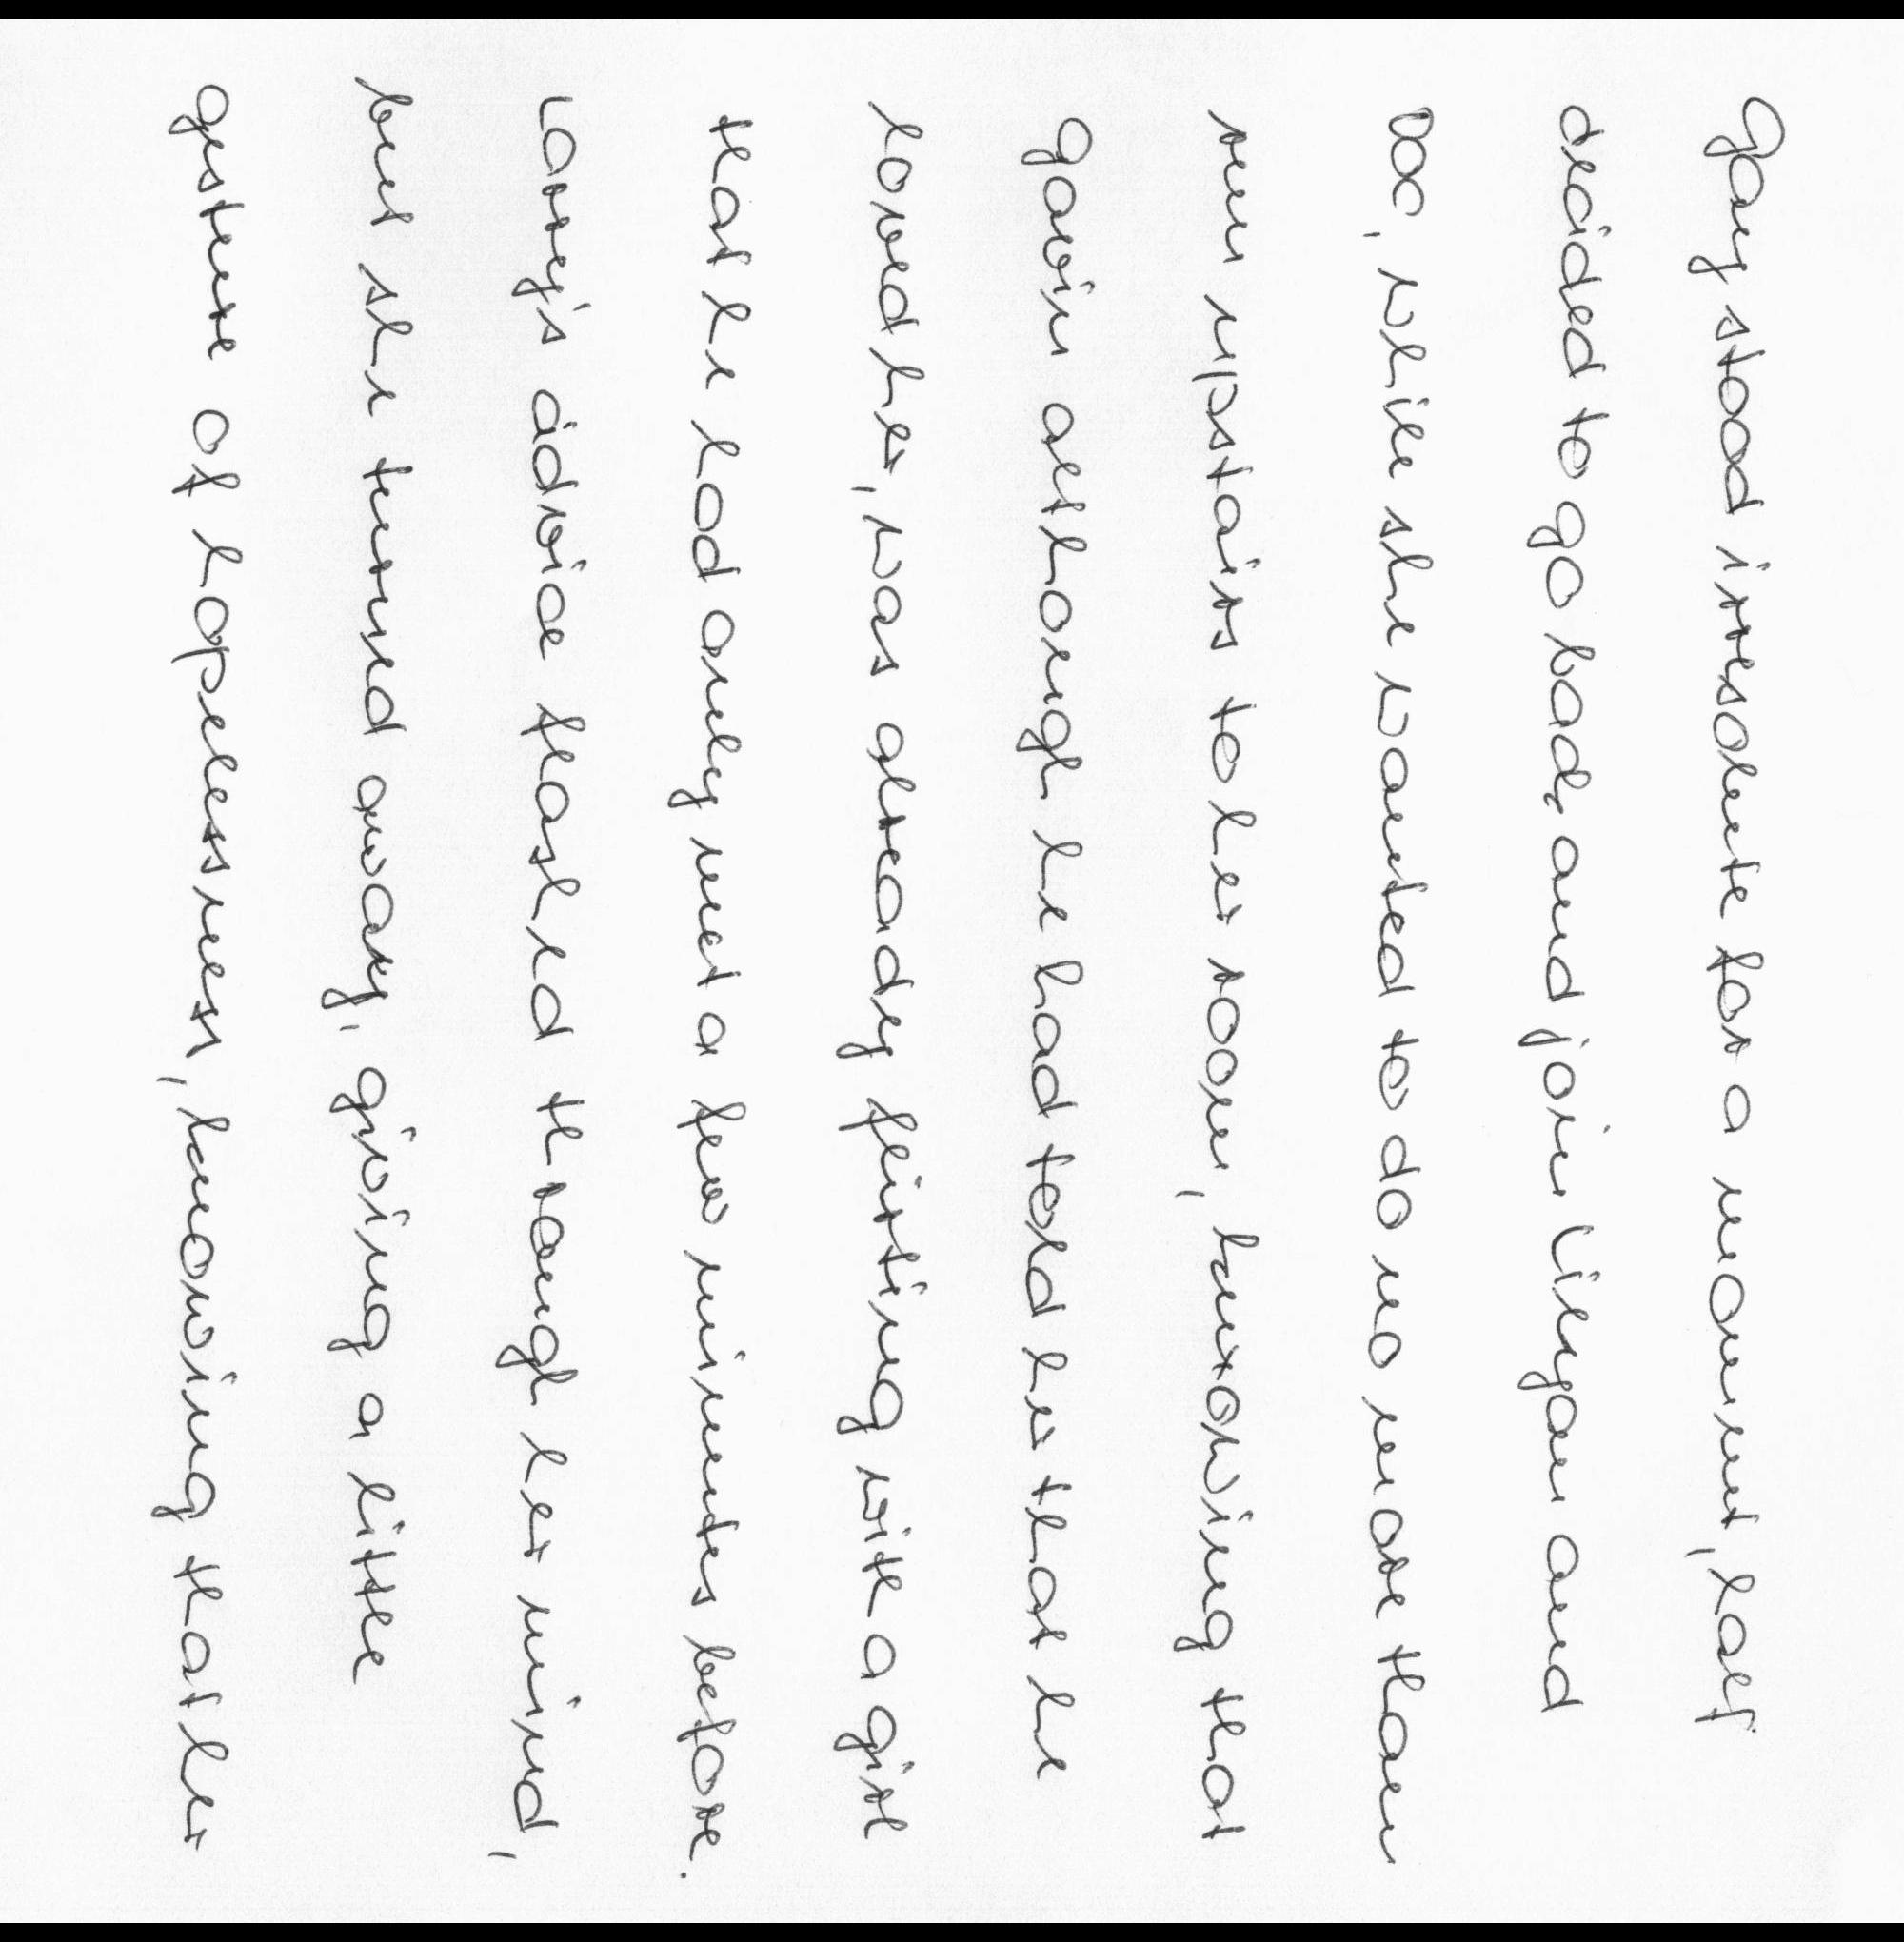 Gay stood irresolute for a moment, half
decided to go back and join Vivyan and
Doc, while she wanted to do no more than
run upstairs to her room, knowing that
Gavin although he had told her that he
loved her, was already flirting with a girl
that he had only met a few minutes before.
Larry's advice flashed through her mind,
but she turned away, giving a little
gesture of hopelessness, knowing that her